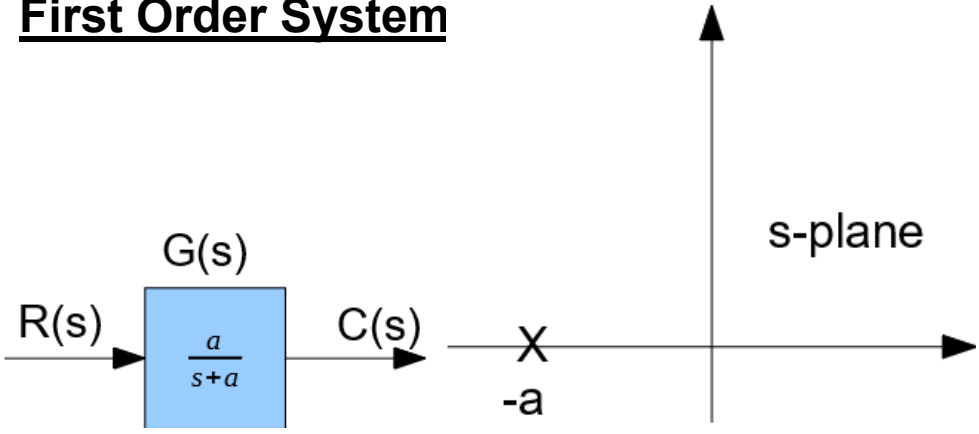 First Order System
G(s)
R(s)
a
s+a
C(s)
s-plane
X
-a